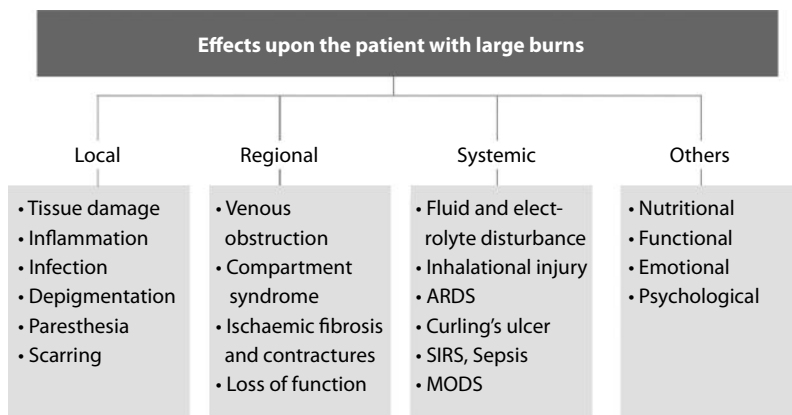 Effects upon the patient with large burns
Local
• Tissue damage
• Inflammation
• Infection
• Depigmentation
• Paresthesia
• Scarring
Regional
• Venous
obstruction
• Compartment
syndrome
• Ischaemic fibrosis
and contractures
• Loss of function
Systemic
• Fluid and elect-
rolyte disturbance
• Inhalational injury
• ARDS
• Curling’s ulcer
• SIRS, Sepsis
• MODS
Others
• Nutritional
• Functional
• Emotional
• Psychological